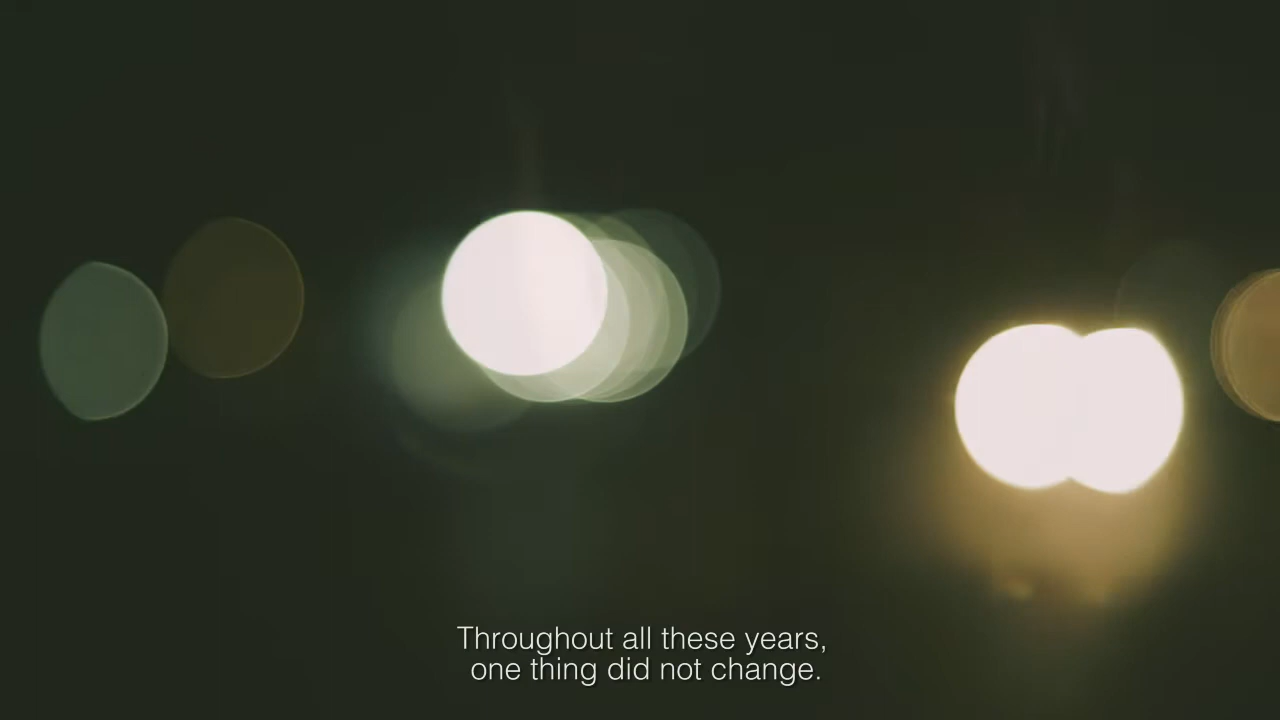 Throughout all these years,
one thing did not change.